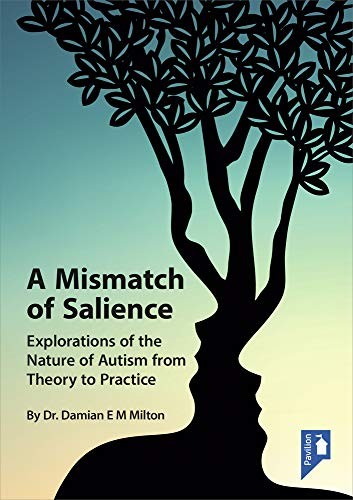 A Mismatch
of Salience
Explorations of the
Nature of Autism from
Theory to Practice
By Dr. Damian E M Milton
Pavilion